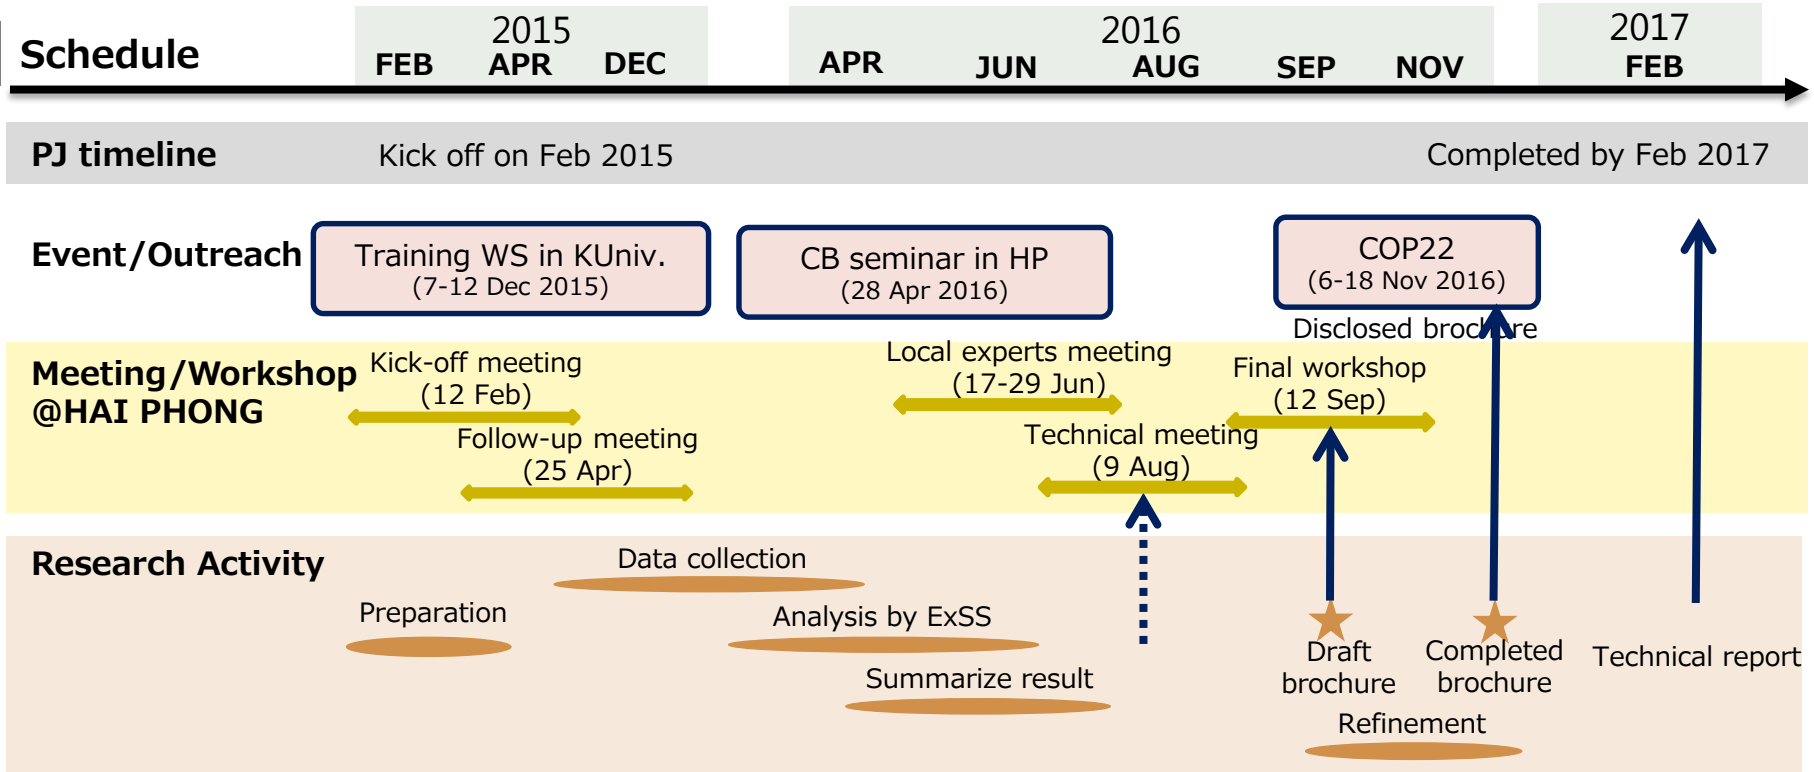 Schedule
2015
FEB APR DEC
2016
APR JUN AUG SEP NOV
2017
FEB
PJ timeline
Kick off on Feb 2015
Completed by Feb 2017
Event/Outreach
Training WS in KUniv.
(7-12 Dec 2015)
CB seminar in HP
(28 Apr 2016)
COP22
(6-18 Nov 2016)
Disclosed brochure
Meeting/Workshop
@HAI PHONG
Kick-off meeting
(12 Feb)
Follow-up meeting
(25 Apr)
Local experts meeting
(17-29 Jun)
Technical meeting
(9 Aug)
Final workshop
(12 Sep)
Research Activity
Preparation
Data collection
Analysis by ExSS
Summarize result
Draft
brochure
Completed
brochure
Refinement
Technical report